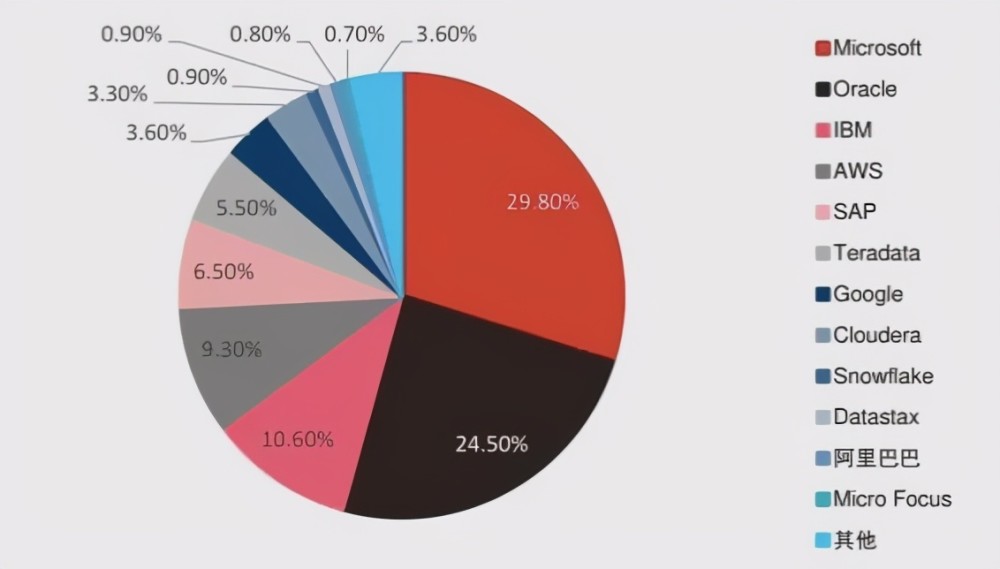 0.90%
0.80%
0.70%
3.60%
0.90%
3.30%
3.60%
5.50%
6.50%
9.30%
10.60%
24.50%
29.80%
Microsoft
Oracle
IBM
AWS
SAP
Teradata
Google
Cloudera
Snowflake
Datastax
阿里巴巴
Micro Focus
其他